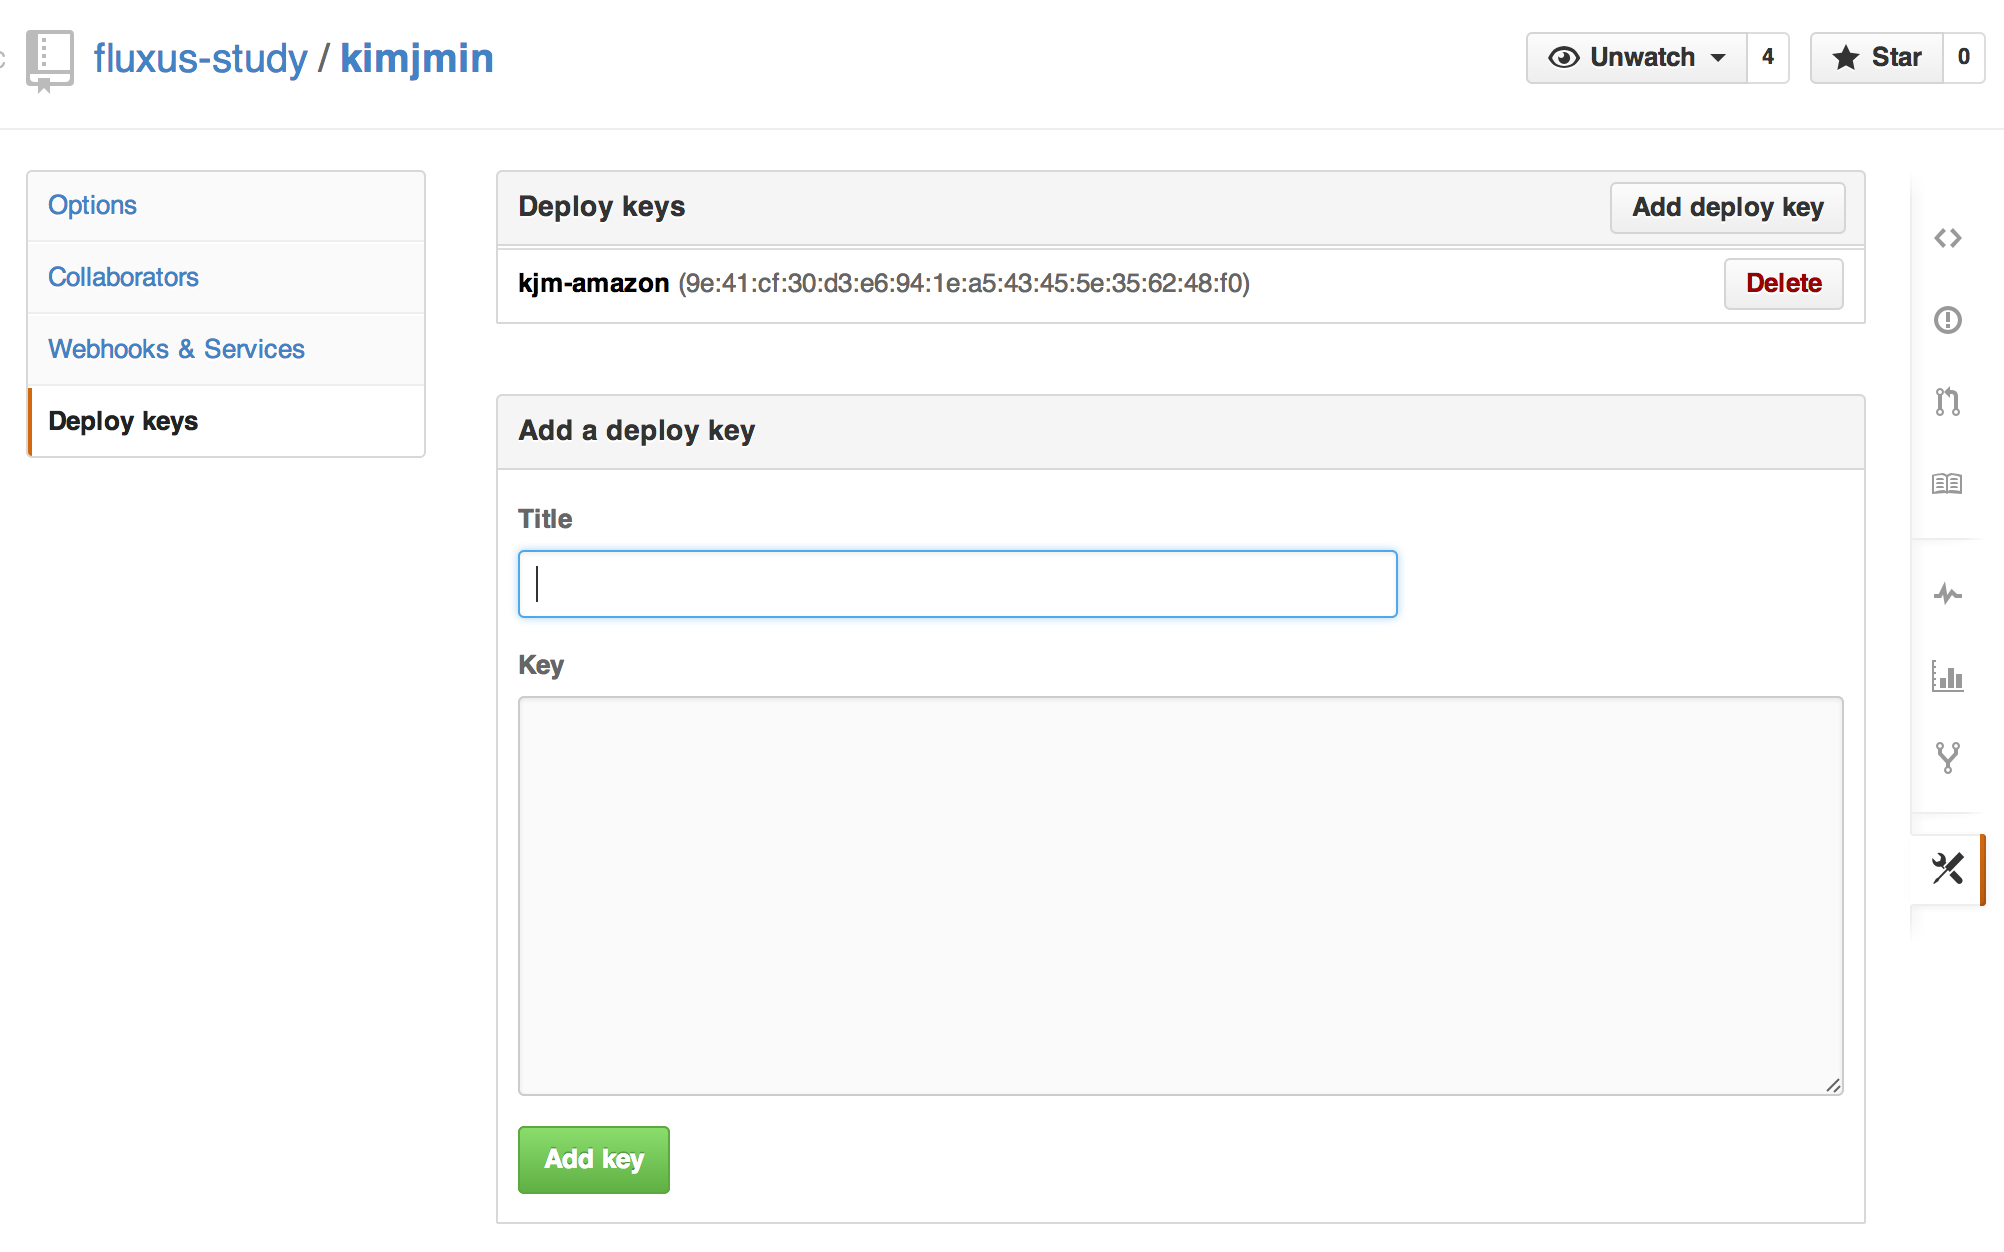 fluxus-study / kimjmin
Unwatch 4 Star 0
Options
Collaborators
Webhooks & Services
Deploy keys
Deploy keys Add deploy key
kjm-amazon (9e:41:cf:30:d3:e6:94:1e:a5:43:45:5e:35:62:48:f0) Delete
Add a deploy key
Title
Key
Add key